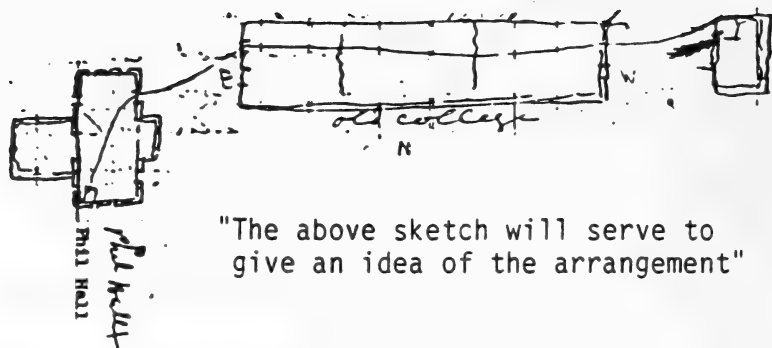 E
W
old college
N
Phil Hall
Phil Hall
"The above sketch will serve to
give an idea of the arrangement"